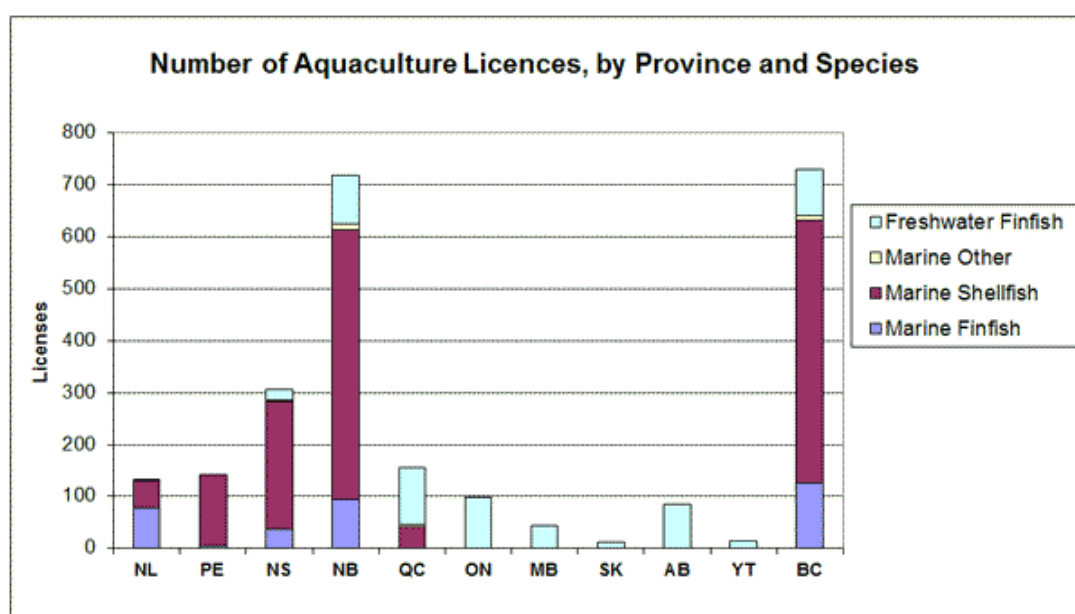 Number of Aquaculture Licences, by Province and Species
800
700
600
500
400
300
200
100
0
Licenses
NL PE NS NB QC ON MB SK AB YT BC
Freshwater Finfish
Marine Other
Marine Shellfish
Marine Finfish